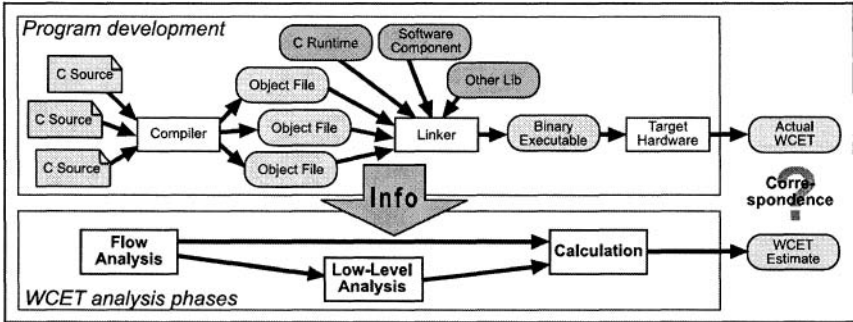 Program development
C Source
C Source
C Source
Compiler
Object File
Object File
Object File
C Runtime
Software
Component
Other Lib
Linker
Binary
Executable
Target
Hardware
Actual
WCET
Info
?
Corre-
spondence
Flow
Analysis
Low-Level
Analysis
Calculation
WCET
Estimate
WCET analysis phases